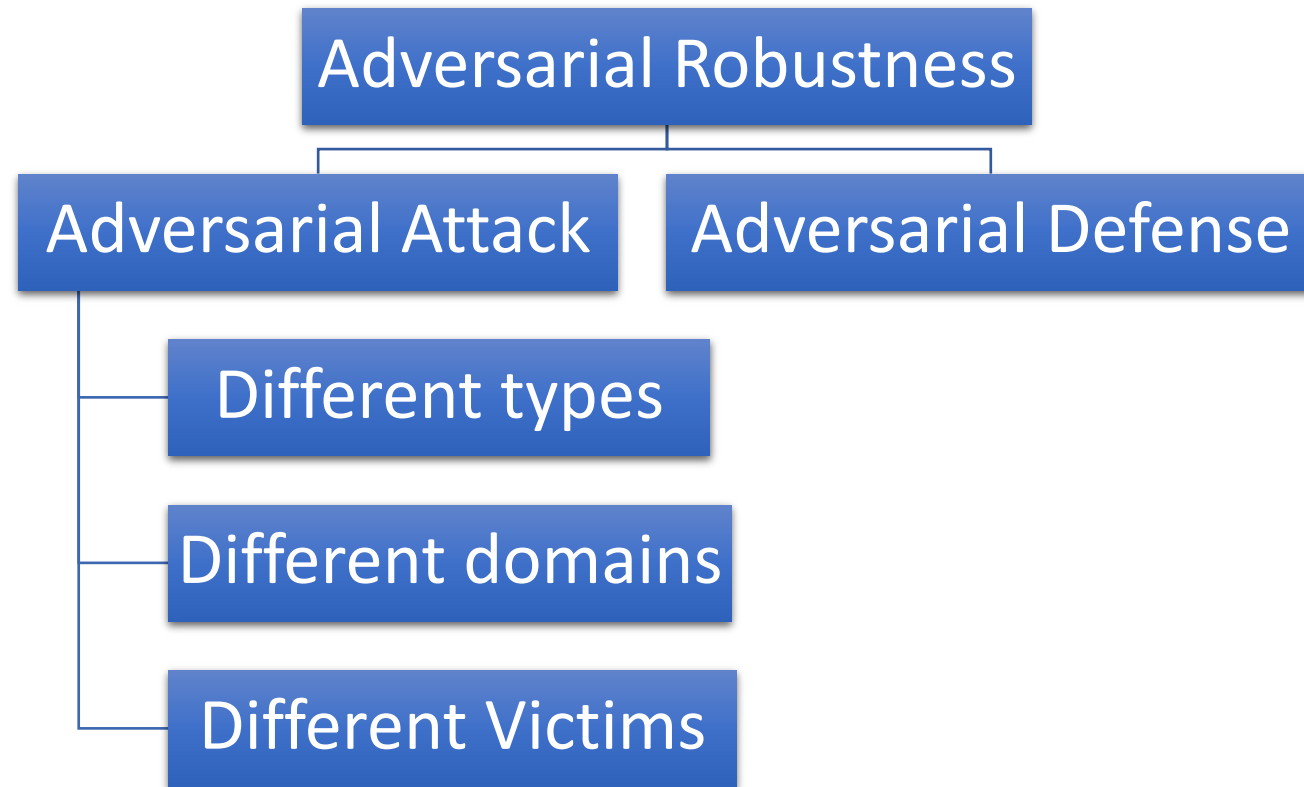 Adversarial Robustness
Adversarial Attack
Adversarial Defense
Different types
Different domains
Different Victims